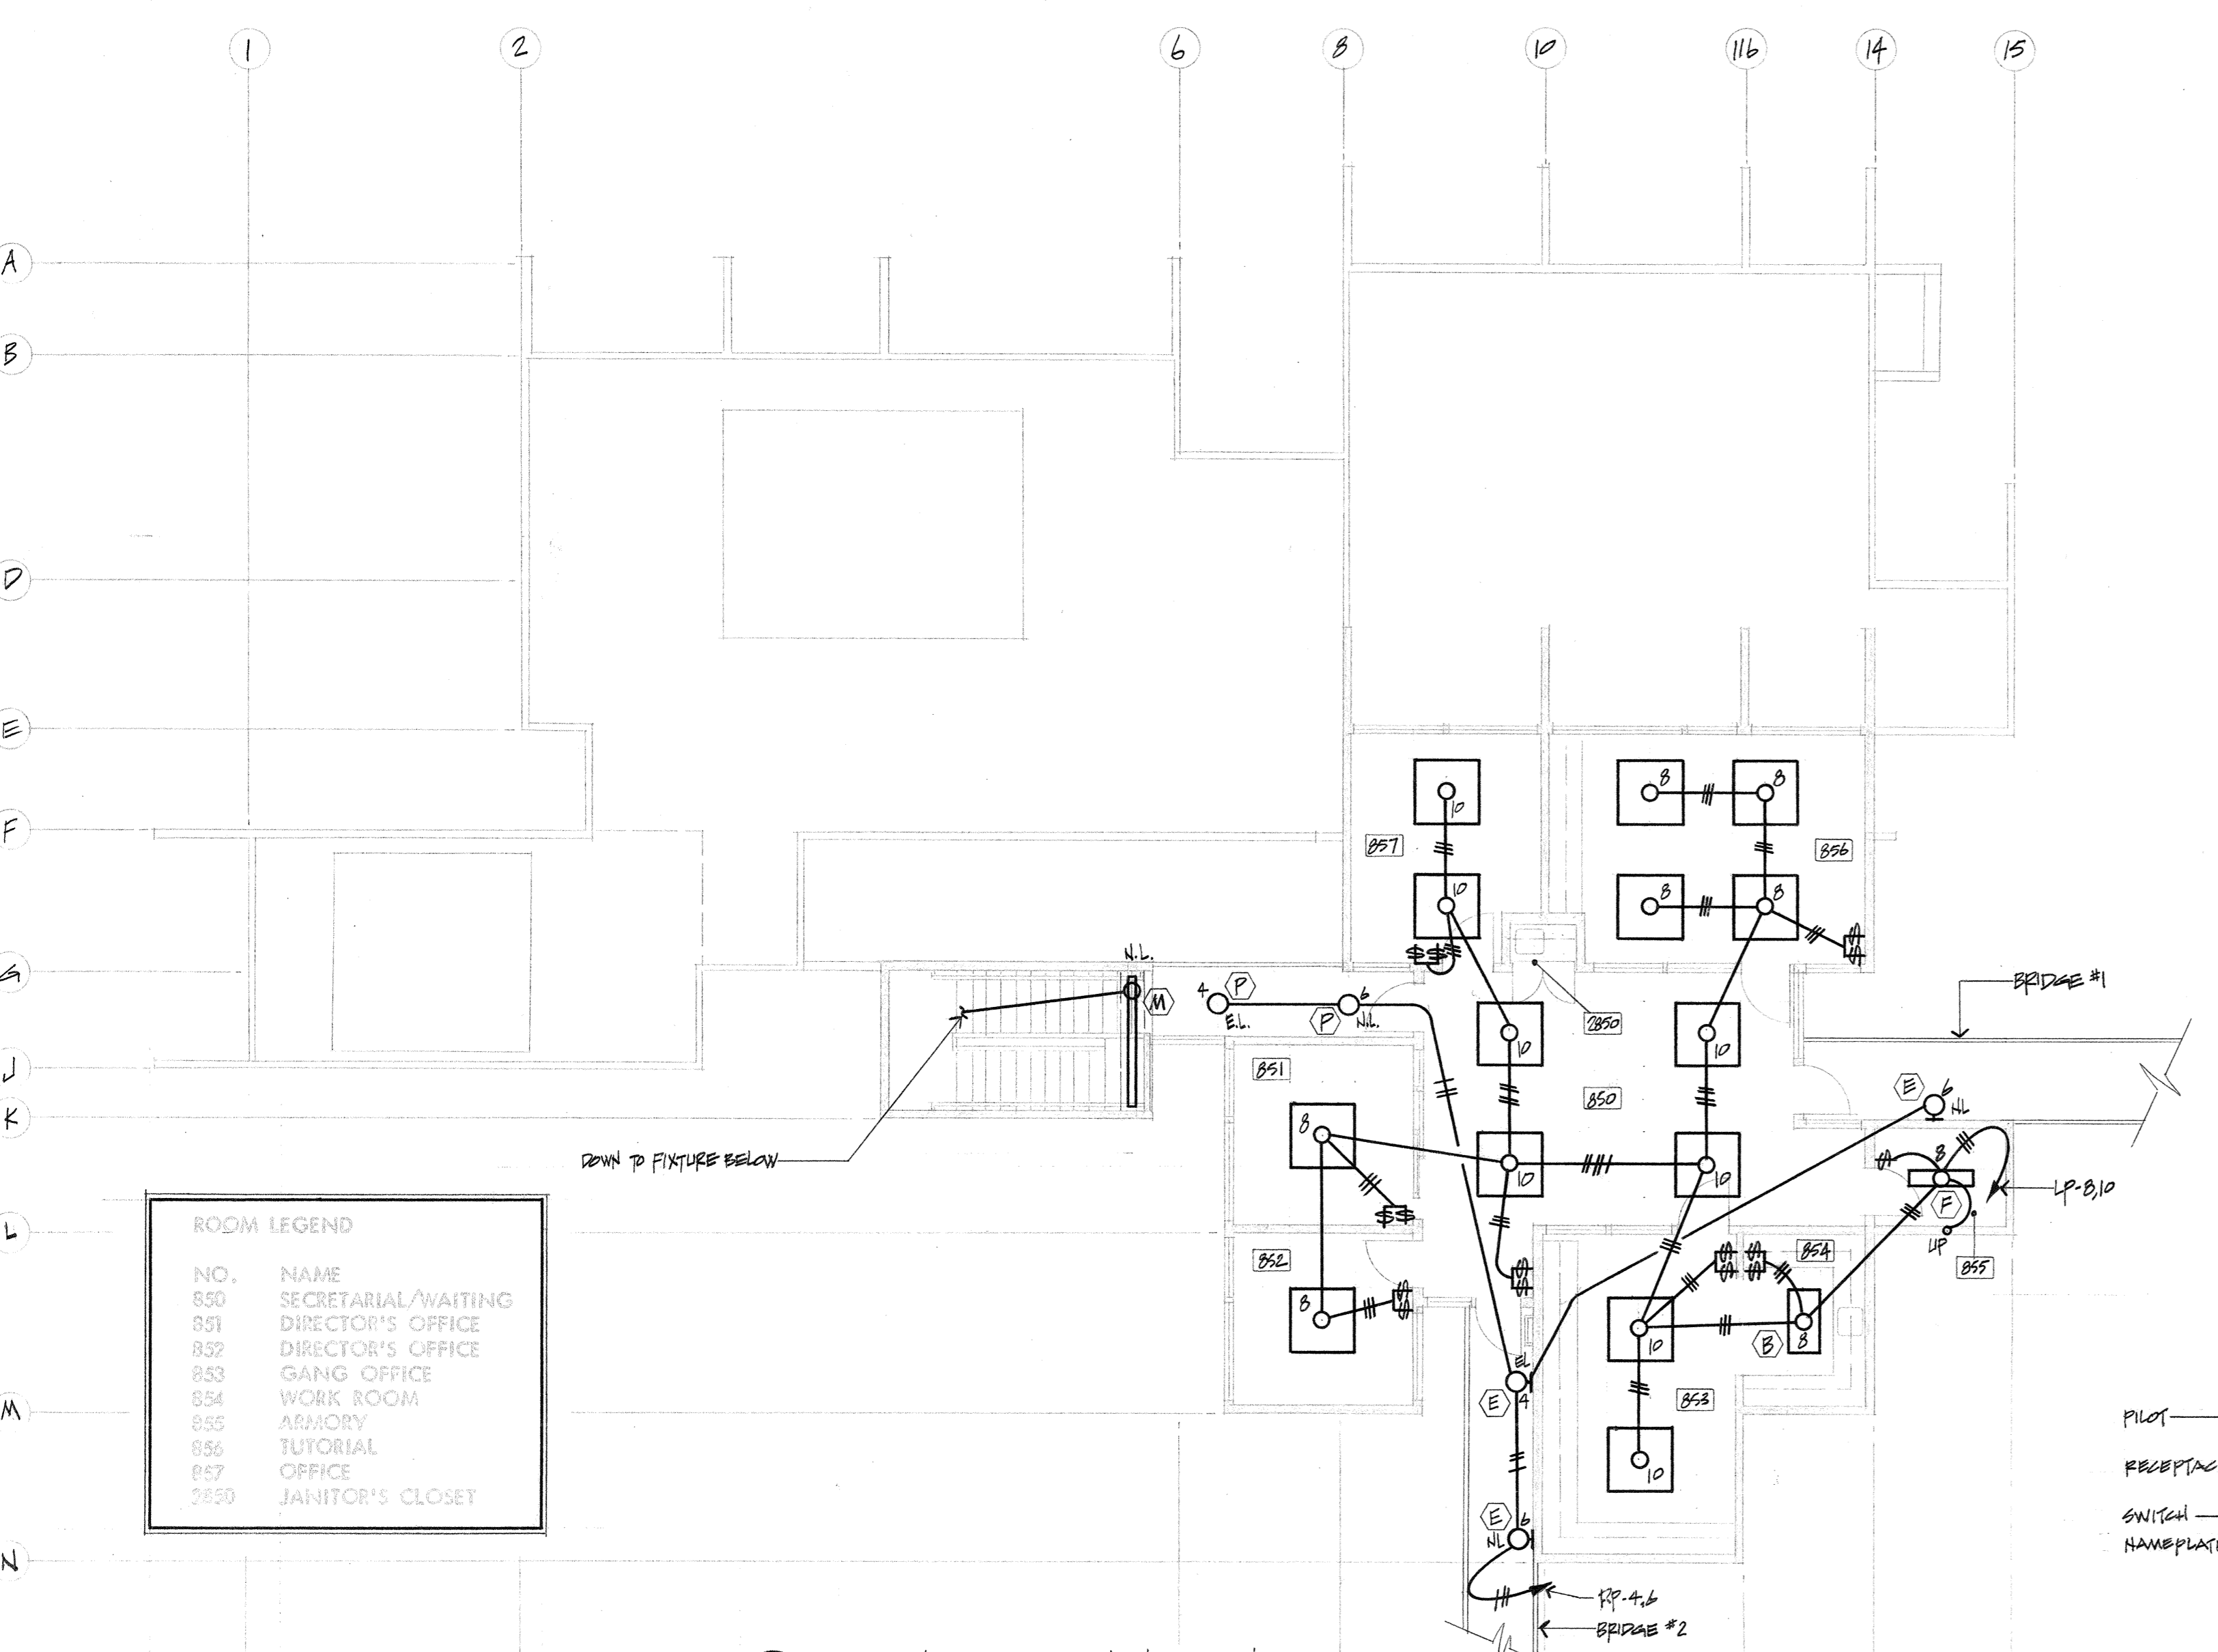 1 2 6 8 10 11b 14 15
A
B
D
E
F
G
J
K
L
M
N
10
8 8
857
856
10
8 8
$ $
$
$
N.L.
M
4 P
E.L.
6
P N.L.
2850
BRIDGE #1
10
10
851
850
E 6
NL
8
10
10
DOWN TO FIXTURE BELOW
$
8
F
LP-8,10
UP
855
$ $
852
854
$
$
$
$
$
$
8
$
$
10
B
8
EL
E 4
853
10
E 6
NL
4,6
BRIDGE #2
ROOM LEGEND
NO. NAME
850 SECRETARIAL/WAITING
851 DIRECTOR'S OFFICE
852 DIRECTOR'S OFFICE
853 GANG OFFICE
854 WORK ROOM
855 ARMORY
856 TUTORIAL
857 OFFICE
2850 JANITOR'S CLOSET
PILOT
RECEPTAC
SWITCH
NAMEPLATE